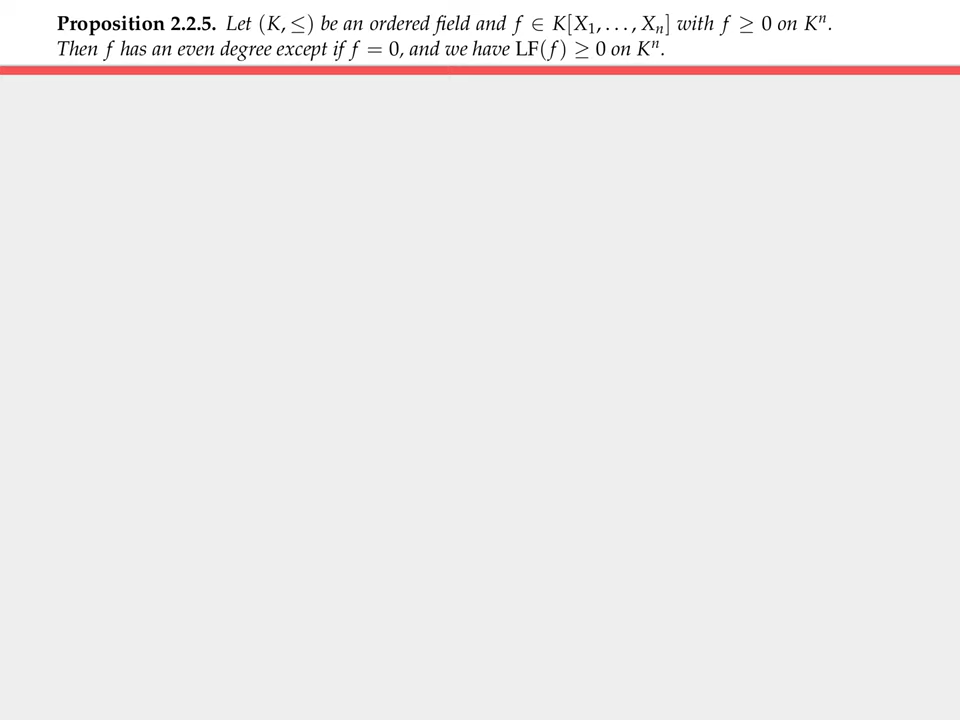 Proposition 2.2.5. Let (K, ≤) be an ordered field and f ∈ K[X₁, . . . , Xₙ] with f ≥ 0 on Kⁿ.
Then f has an even degree except if f = 0, and we have LF(f) ≥ 0 on Kⁿ.